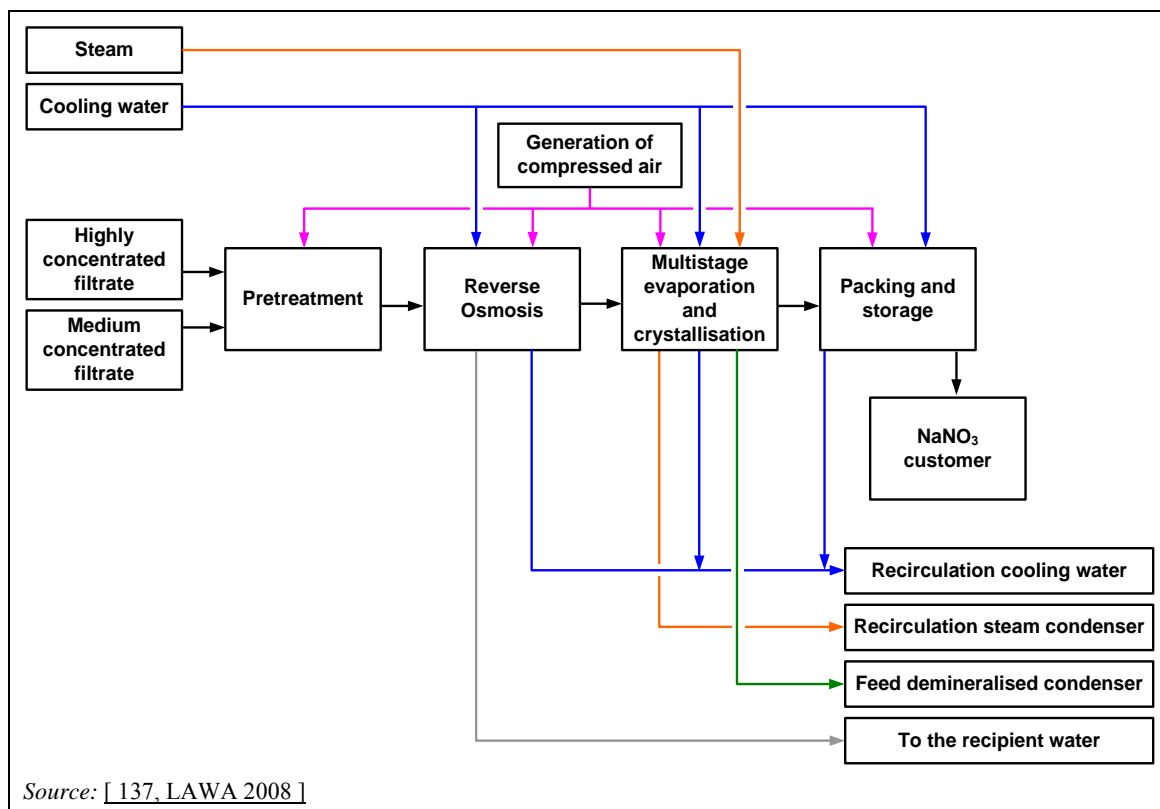 Steam
Cooling water
Generation of
compressed air
Highly
concentrated
filtrate
Medium
concentrated
filtrate
Pretreatment
Reverse
Osmosis
Multistage
evaporation
and
crystallisation
Packing and
storage
NaNO₃
customer
Recirculation cooling water
Recirculation steam condenser
Feed demineralised condenser
To the recipient water
Source: [ 137, LAWA 2008 ]